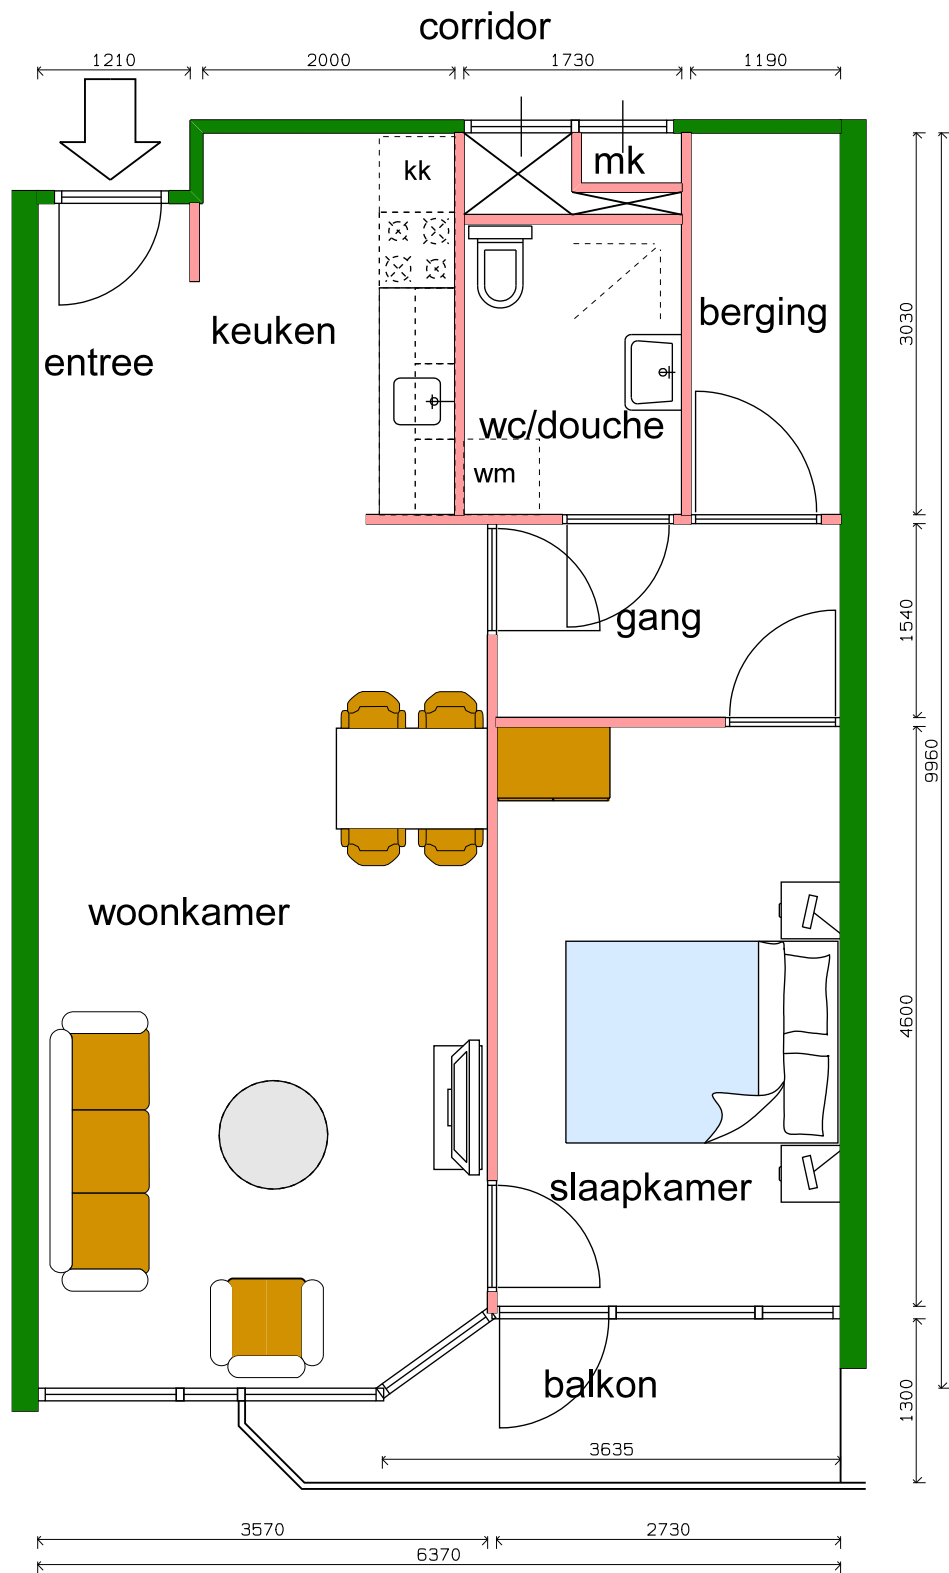 corridor
1210 2000 1730 1190
kk
mk
keuken
entree
berging
3030
wc/douche
wm
gang
1540
9960
woonkamer
4600
slaapkamer
balkon
1300
3635
3570 2730
6370